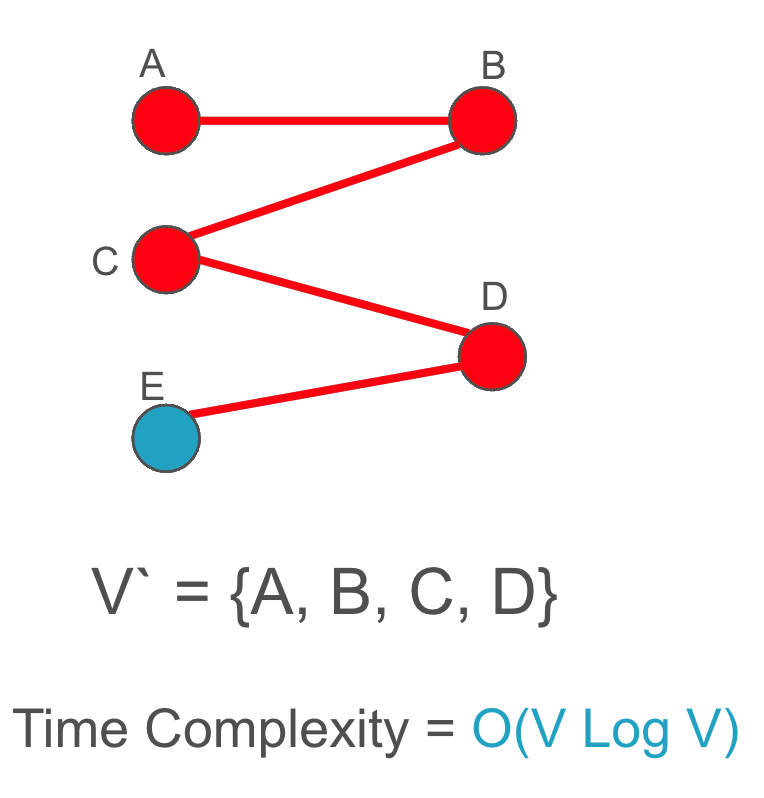 A
B
C
D
E
V` = {A, B, C, D}
Time Complexity = O(V Log V)